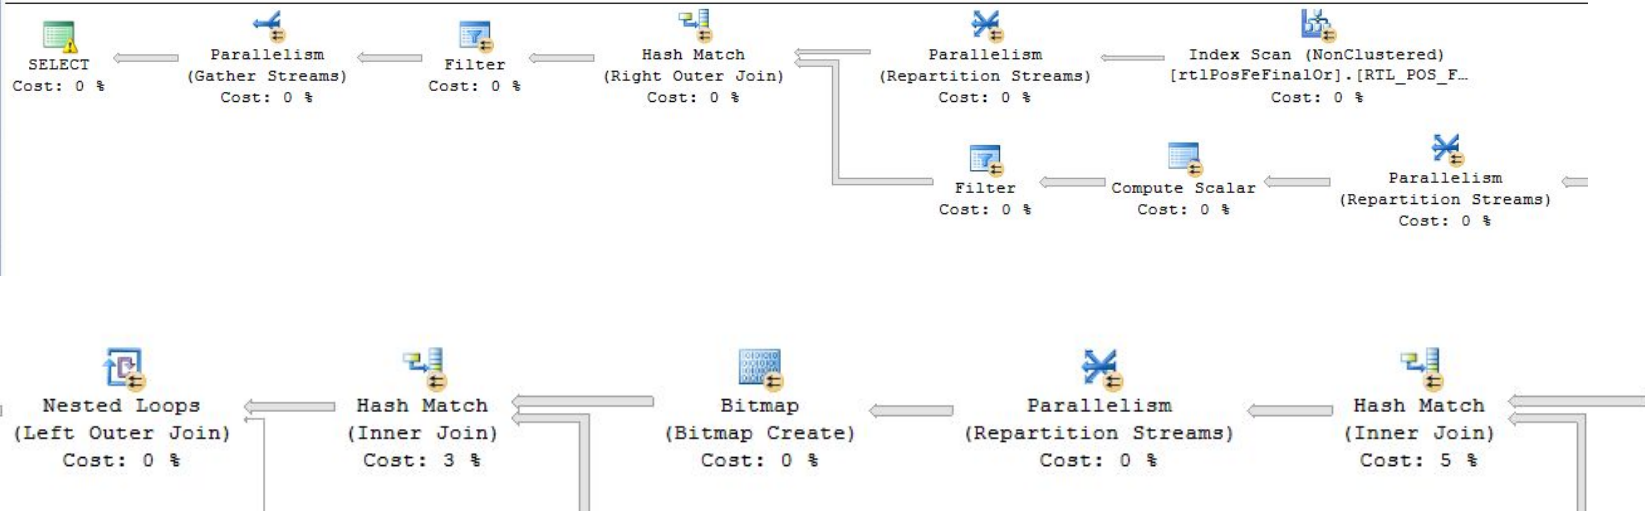 SELECT
Cost: 0 %
Parallelism
(Gather Streams)
Cost: 0 %
Filter
Cost: 0 %
Hash Match
(Right Outer Join)
Cost: 0 %
Parallelism
(Repartition Streams)
Cost: 0 %
Index Scan (NonClustered)
[rtlPosFeFinalOr].[RTL_POS_F…
Cost: 0 %
Filter
Cost: 0 %
Compute Scalar
Cost: 0 %
Parallelism
(Repartition Streams)
Cost: 0 %
Nested Loops
(Left Outer Join)
Cost: 0 %
Hash Match
(Inner Join)
Cost: 3 %
Bitmap
(Bitmap Create)
Cost: 0 %
Parallelism
(Repartition Streams)
Cost: 0 %
Hash Match
(Inner Join)
Cost: 5 %